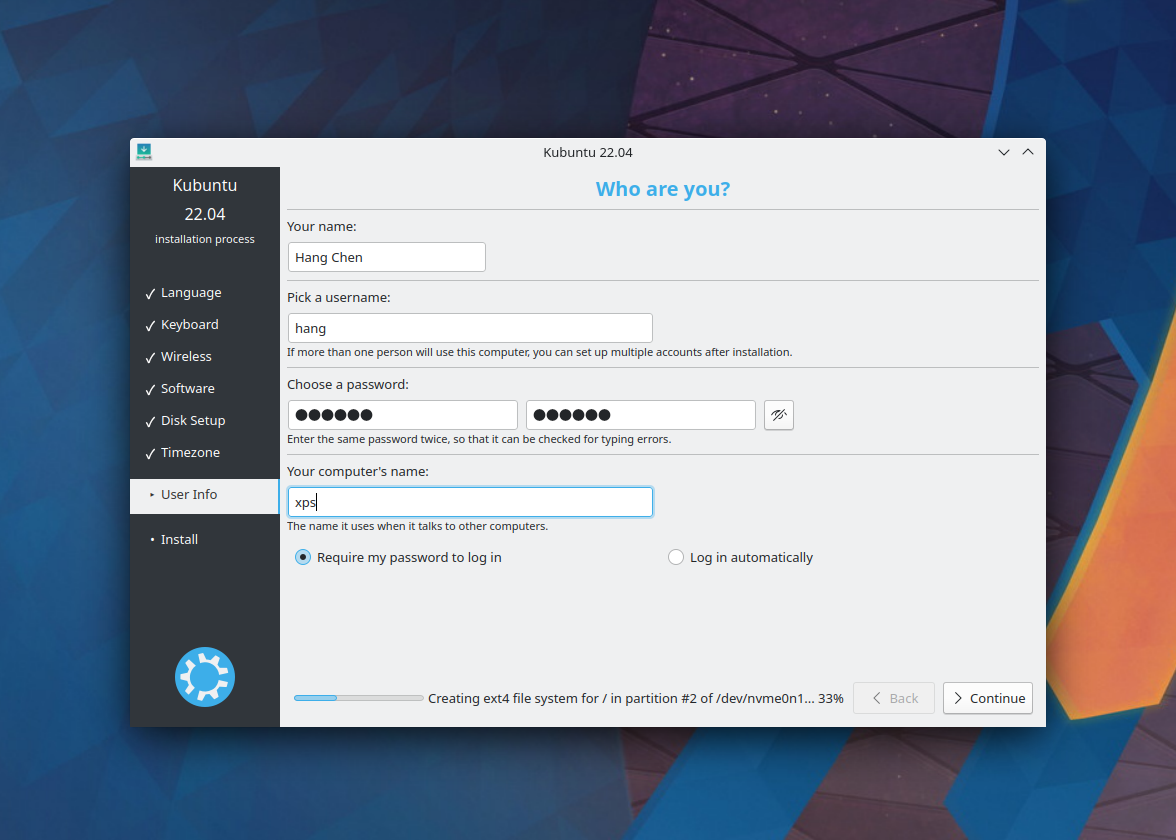 Kubuntu 22.04
Kubuntu
22.04
installation process
✓ Language
✓ Keyboard
✓ Wireless
✓ Software
✓ Disk Setup
✓ Timezone
‣ User Info
• Install
Who are you?
Your name:
Hang Chen
Pick a username:
hang
If more than one person will use this computer, you can set up multiple accounts after installation.
Choose a password:
●●●●●● ●●●●●●
Enter the same password twice, so that it can be checked for typing errors.
Your computer's name:
xps
The name it uses when it talks to other computers.
Require my password to log in Log in automatically
Creating ext4 file system for / in partition #2 of /dev/nvme0n1... 33% Back Continue